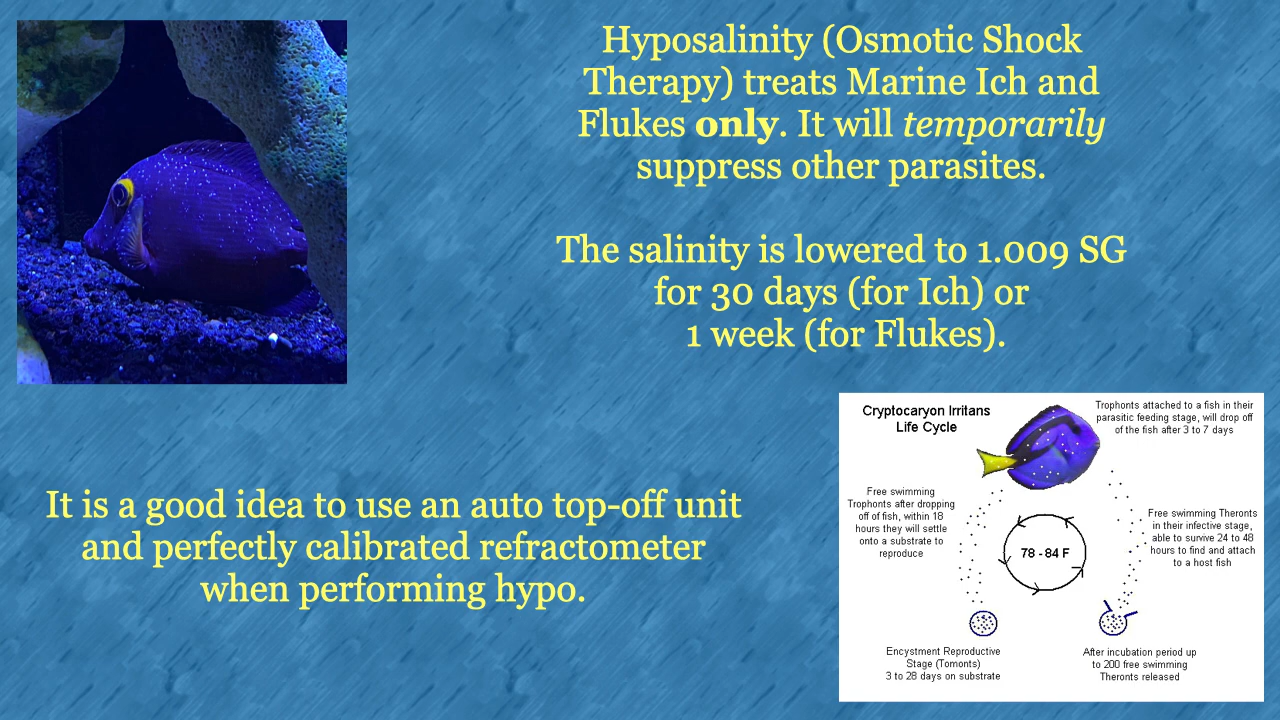 Hyposalinity (Osmotic Shock
Therapy) treats Marine Ich and
Flukes only. It will temporarily
suppress other parasites.
The salinity is lowered to 1.009 SG
for 30 days (for Ich) or
1 week (for Flukes).
It is a good idea to use an auto top-off unit
and perfectly calibrated refractometer
when performing hypo.
Cryptocaryon Irritans
Life Cycle
Trophonts attached to a fish in their
parasitic feeding stage, will drop off
of the fish after 3 to 7 days
Free swimming
Trophonts after dropping
off of fish, within 18
hours they will settle
onto a substrate to
reproduce
78 - 84 F
Free swimming Theronts
in their infective stage,
able to survive 24 to 48
hours to find and attach
to a host fish
Encystment Reproductive
Stage (Tomonts)
3 to 28 days on substrate
After incubation period up
to 200 free swimming
Theronts released